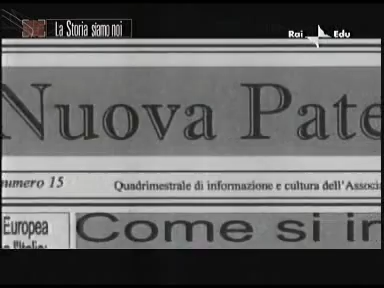 La Storia siamo noi
Rai Edu
Nuova Pate
numero 15
Quadrimestrale di informazione e cultura dell'Associ
Europea
l'Italia:
Come si in